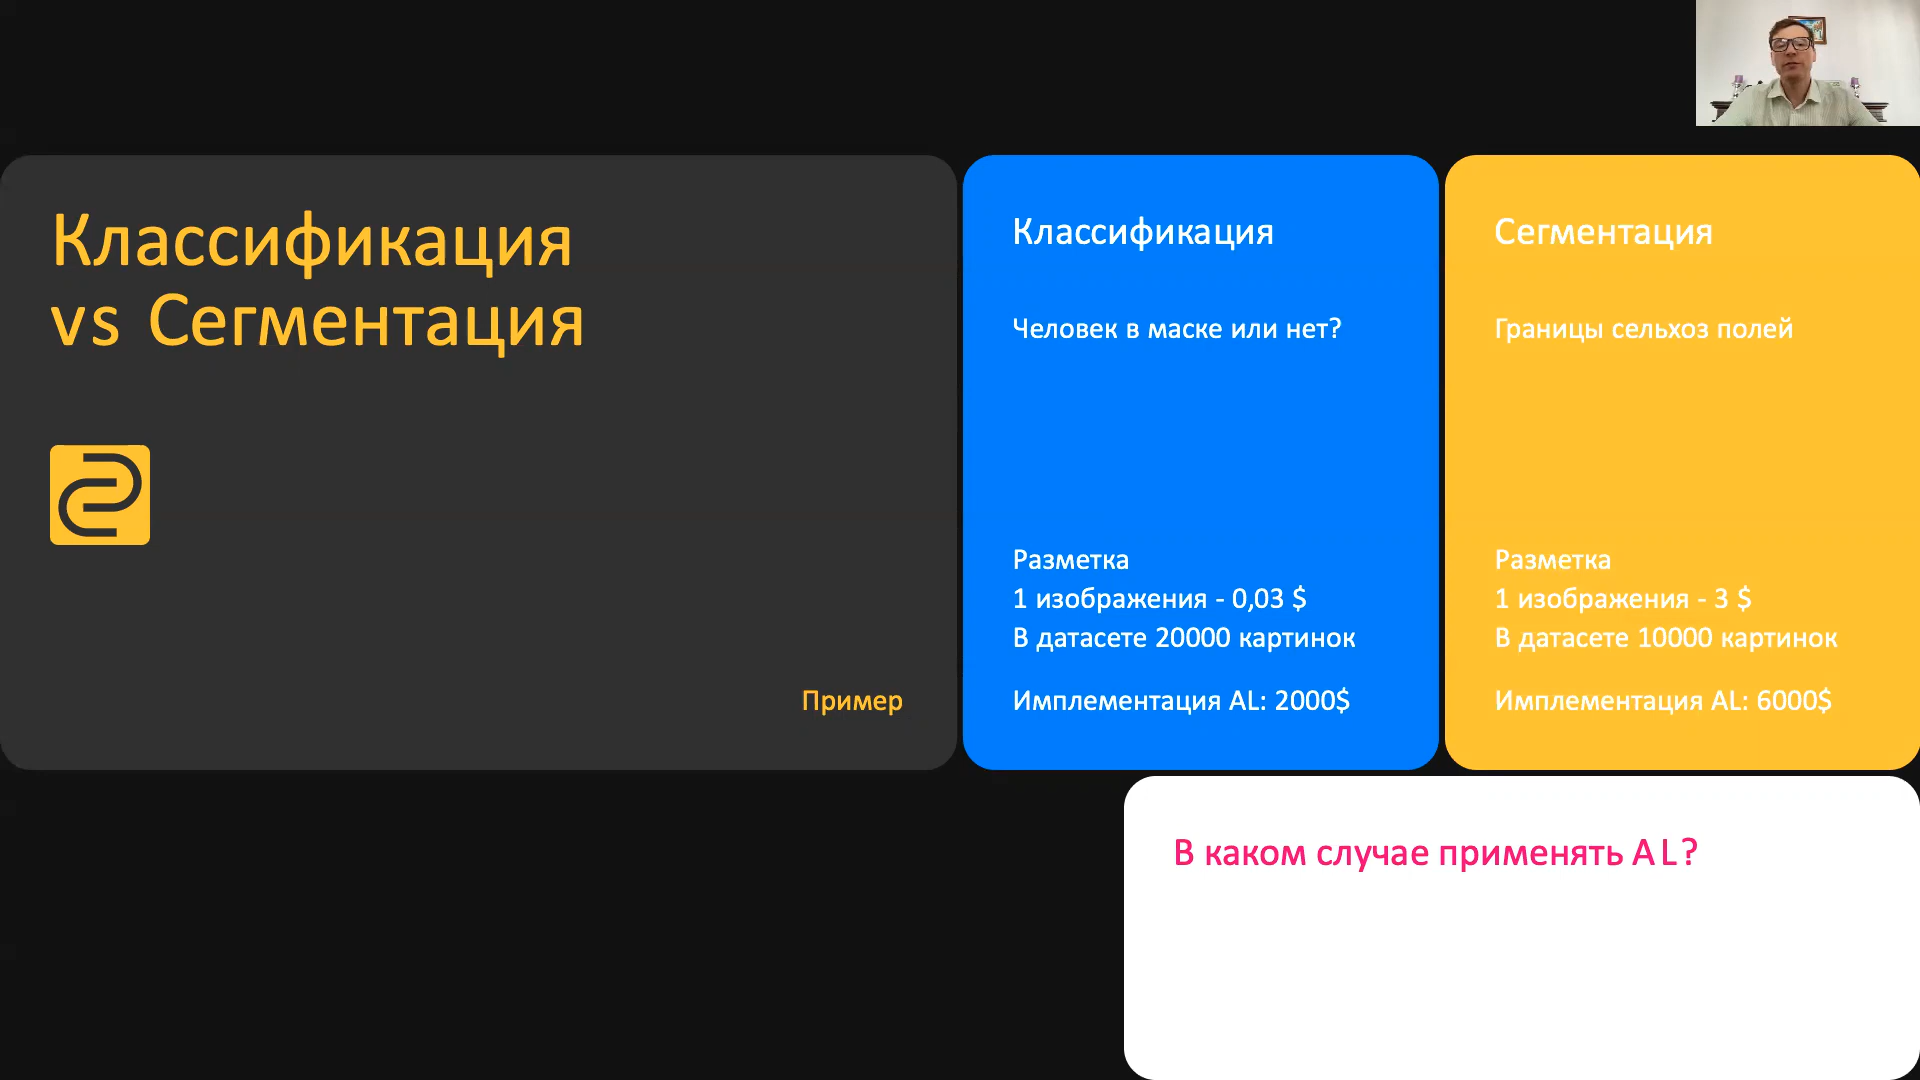 Классификация
vs Сегментация
Пример
Классификация
Человек в маске или нет?
Разметка
1 изображения - 0,03 $
В датасете 20000 картинок
Имплементация AL: 2000$
Сегментация
Границы сельхоз полей
Разметка
1 изображения - 3 $
В датасете 10000 картинок
Имплементация AL: 6000$
В каком случае применять AL?